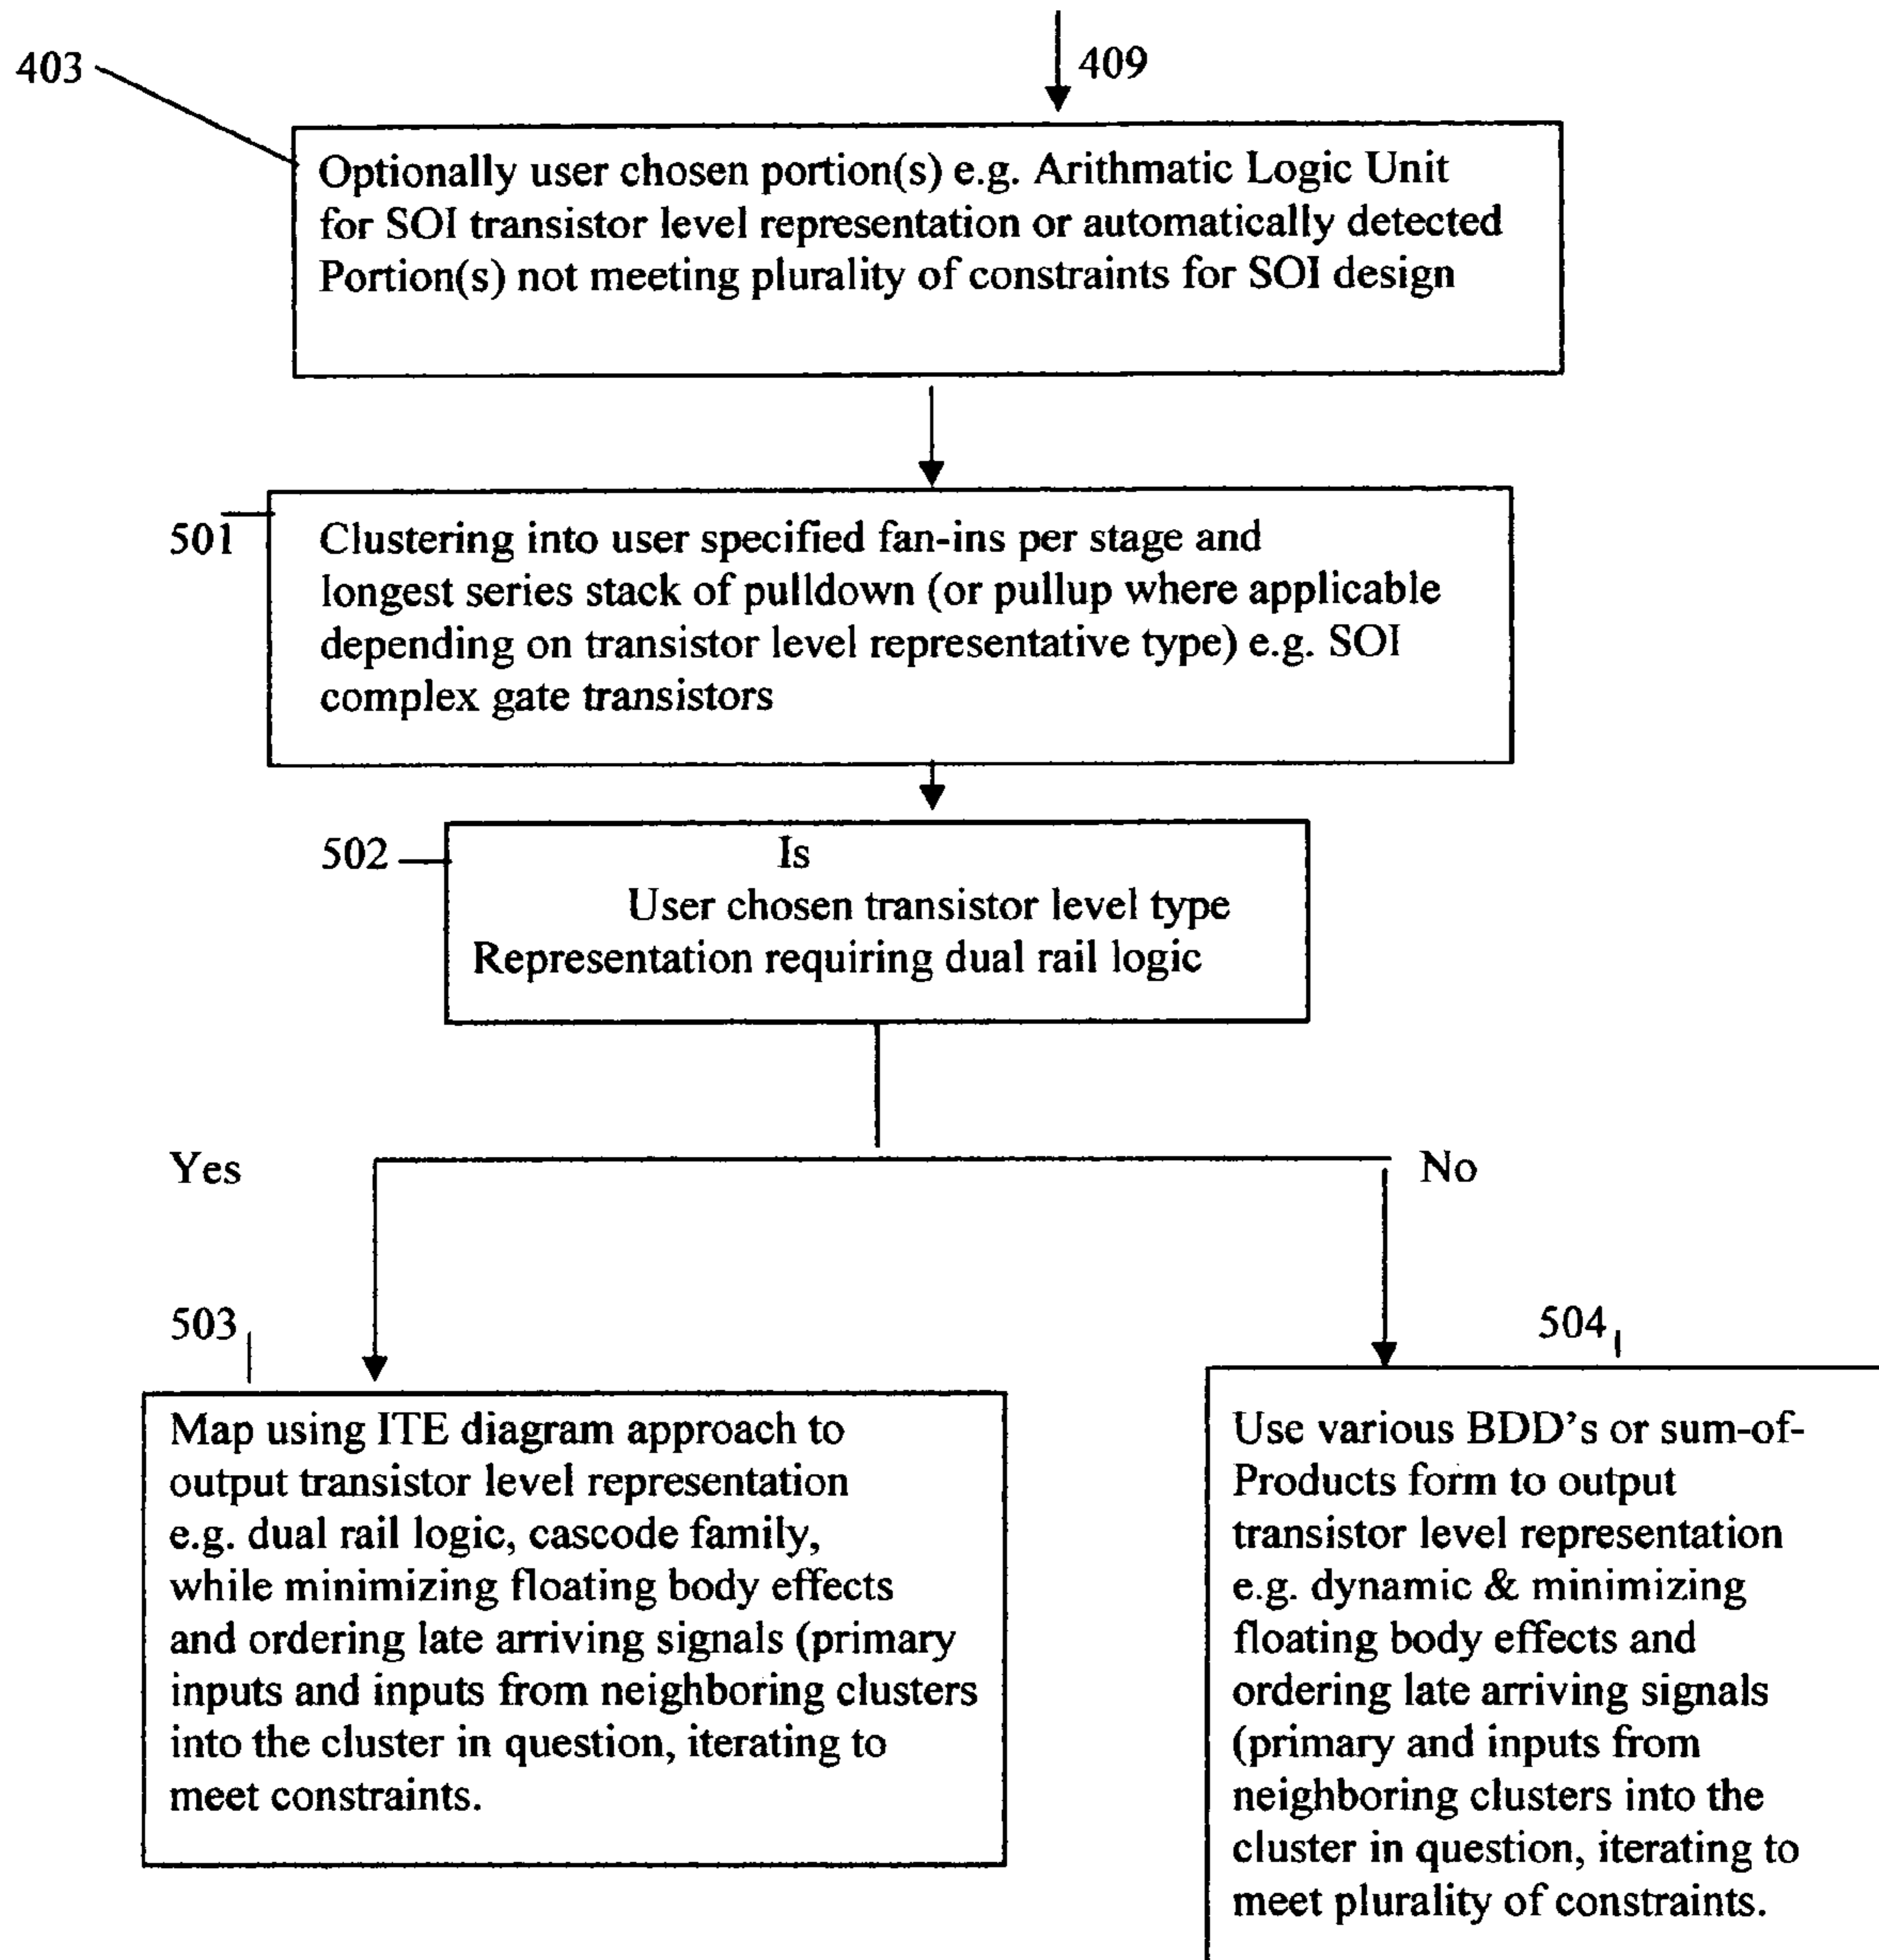 409
403
Optionally user chosen portion(s) e.g. Arithmatic Logic Unit
for SOI transistor level representation or automatically detected
Portion(s) not meeting plurality of constraints for SOI design
501
Clustering into user specified fan-ins per stage and
longest series stack of pulldown (or pullup where applicable
depending on transistor level representative type) e.g. SOI
complex gate transistors
502
Is
User chosen transistor level type
Representation requiring dual rail logic
Yes
No
503
Map using ITE diagram approach to
output transistor level representation
e.g. dual rail logic, cascode family,
while minimizing floating body effects
and ordering late arriving signals (primary
inputs and inputs from neighboring clusters
into the cluster in question, iterating to
meet constraints.
504
Use various BDD's or sum-of-
Products form to output
transistor level representation
e.g. dynamic & minimizing
floating body effects and
ordering late arriving signals
(primary and inputs from
neighboring clusters into the
cluster in question, iterating to
meet plurality of constraints.